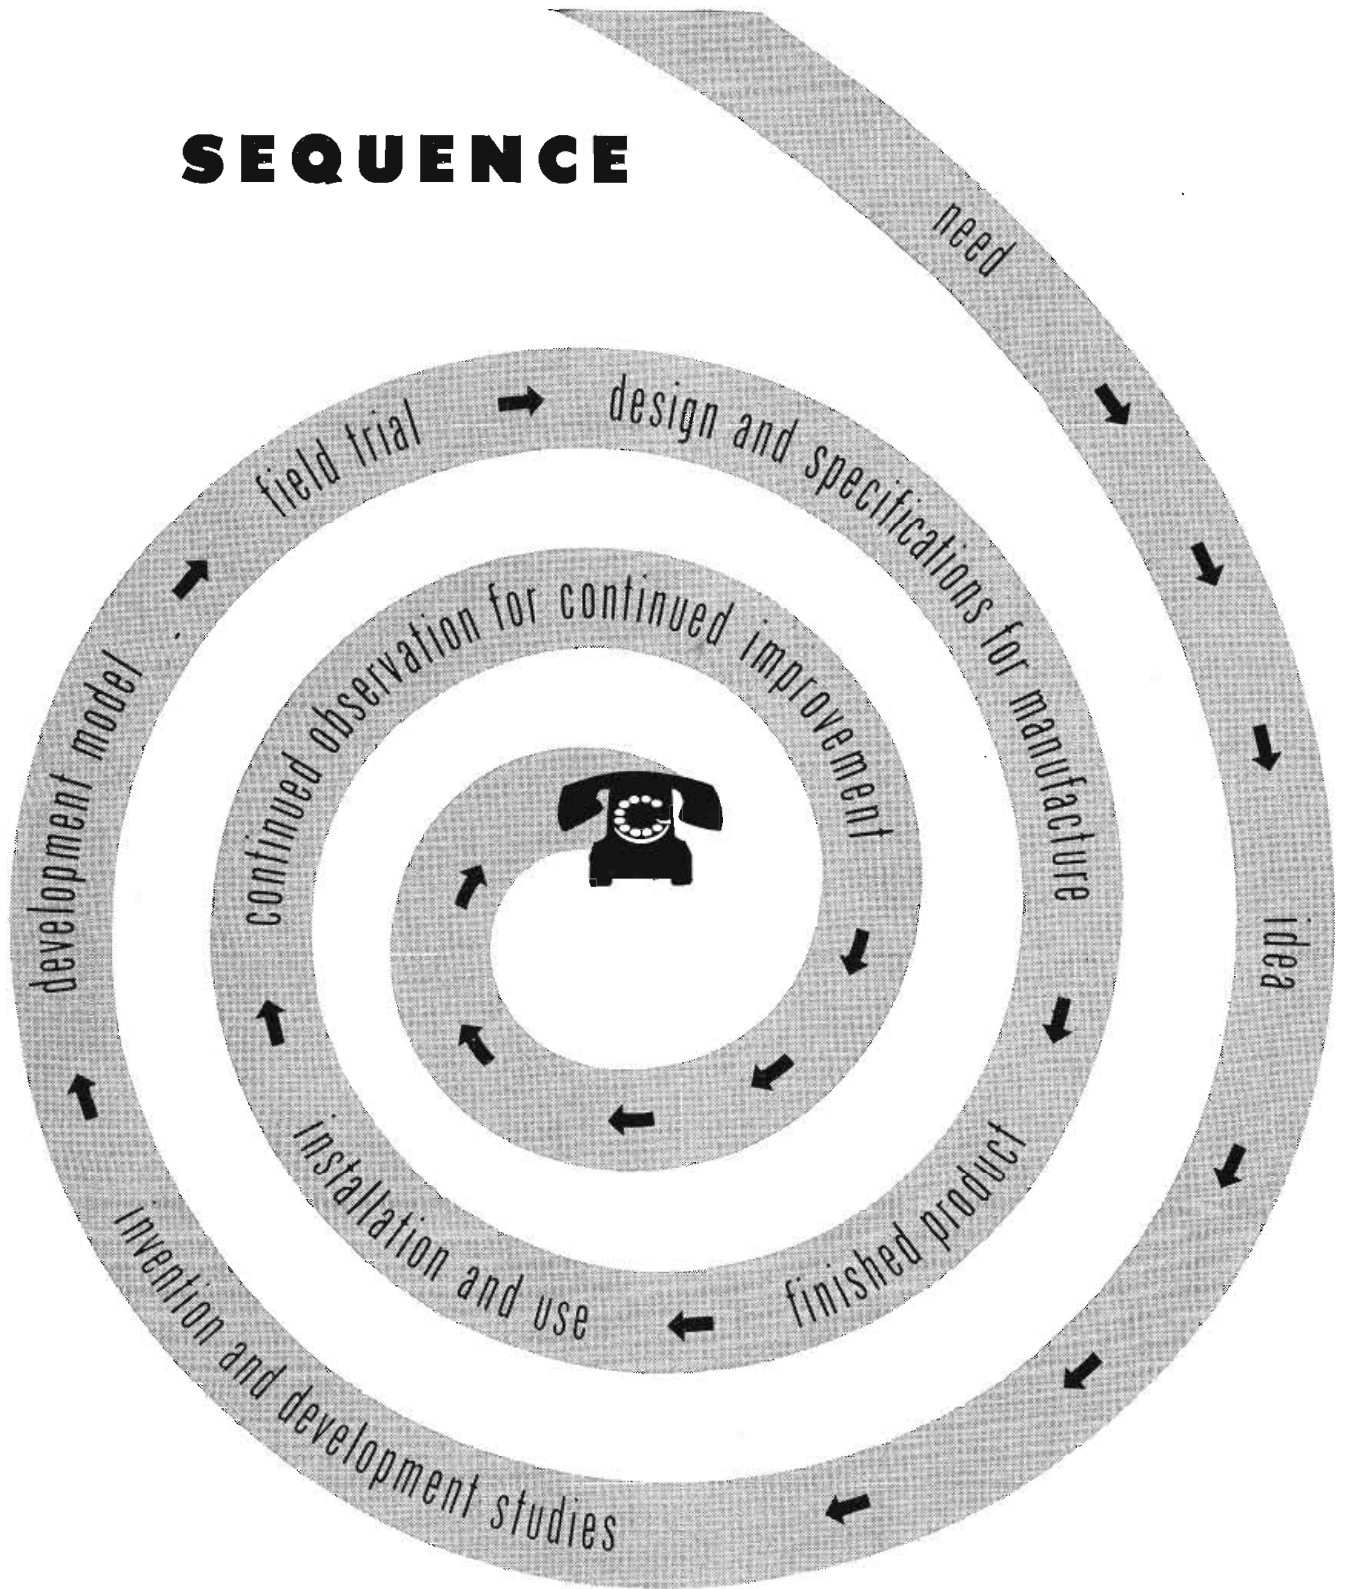 SEQUENCE
need
idea
invention and development studies
development model
field trial
design and specifications for manufacture
finished product
installation and use
continued observation for continued improvement